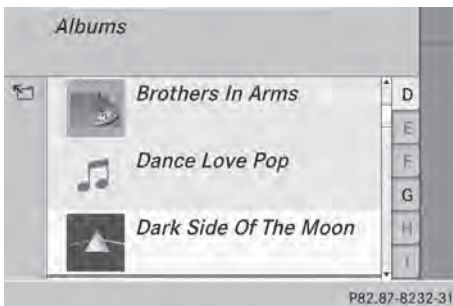 Albums
Brothers In Arms
D
E
Dance Love Pop
F
G
Dark Side Of The Moon
H
I
P82.87-8232-31